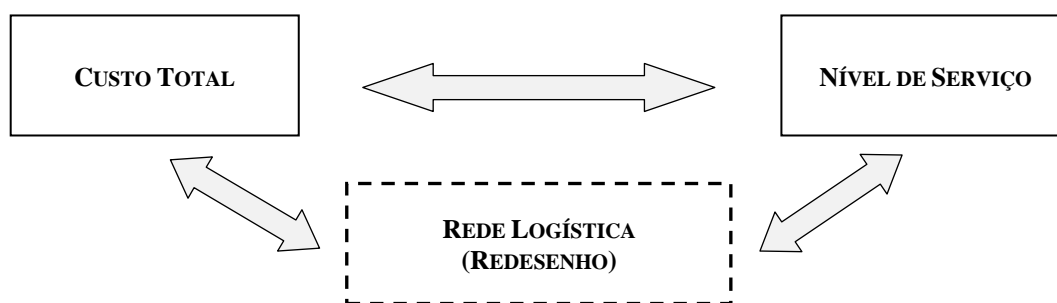 CUSTO TOTAL
NÍVEL DE SERVIÇO
REDE LOGÍSTICA
(REDESENHO)